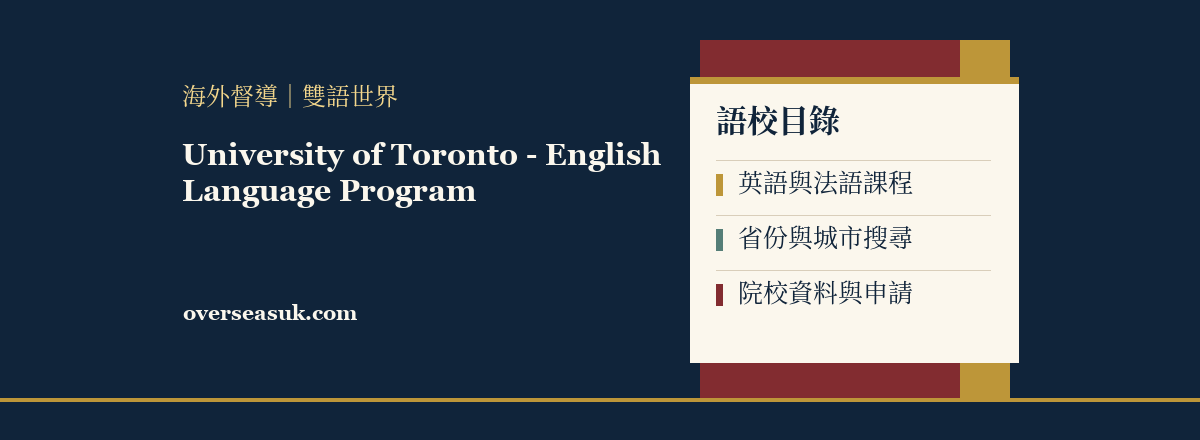 海外督導｜雙語世界
University of Toronto - English
Language Program
overseasuk.com
語校目錄
英語與法語課程
省份與城市搜尋
院校資料與申請